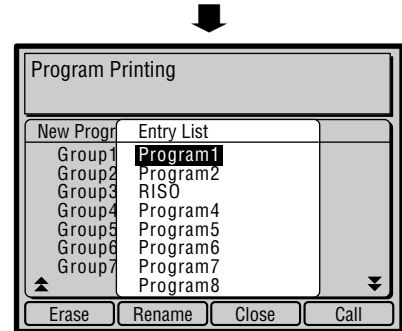 Program Printing
New Progr
Entry List
Group1
Program1
Group2
Program2
Group3
RISO
Group4
Program4
Group5
Program5
Group6
Program6
Group7
Program7
Program8
Erase
Rename
Close
Call